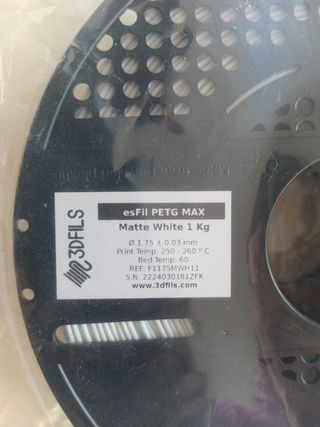 3DFILS
esFil PETG MAX
Matte White 1 Kg
Ø 1.75 ± 0.03 mm
Print Temp: 250 - 260 º C
Bed Temp: 60
REF: F1175MWH11
S.N. 2224030181ZFK
www.3dfils.com